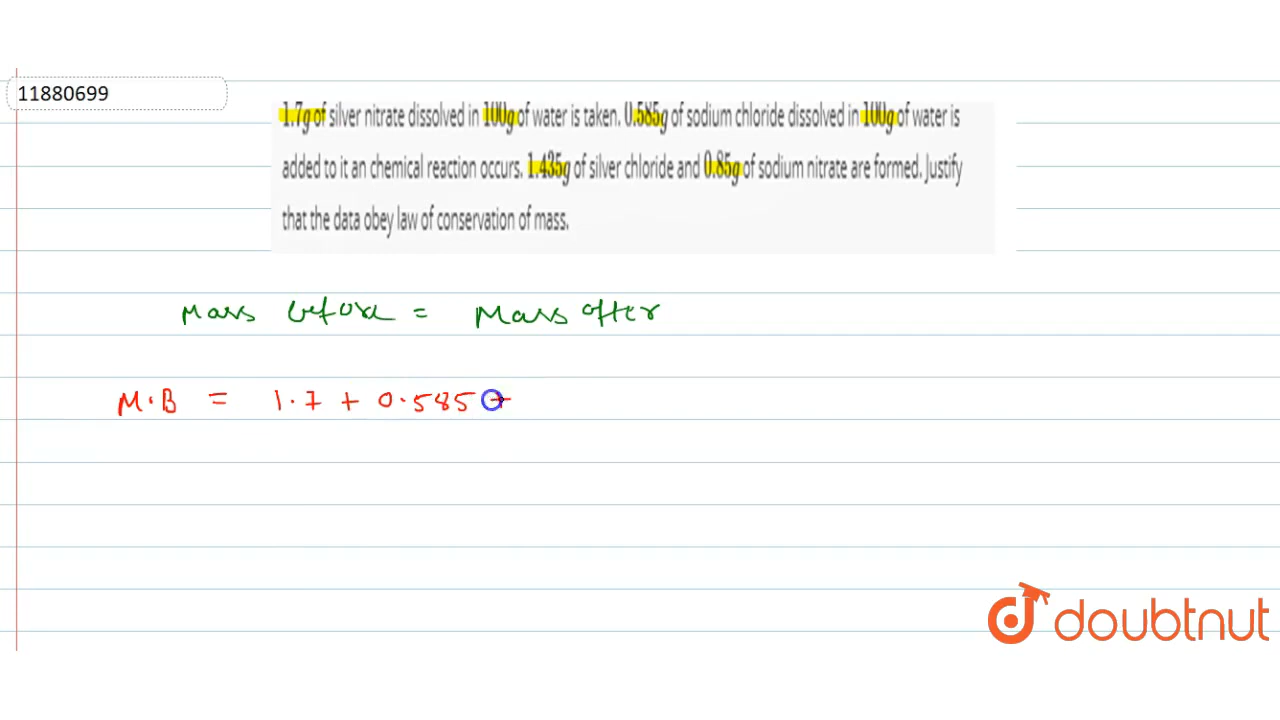 11880699
1.7g of silver nitrate dissolved in 100g of water is taken. 0.585g of sodium chloride dissolved in 100g of water is
added to it an chemical reaction occurs. 1.435g of silver chloride and 0.85g of sodium nitrate are formed. Justify
that the data obey law of conservation of mass.
Mass before = Mass after
M.B = 1.7 + 0.585 +
doubtnut